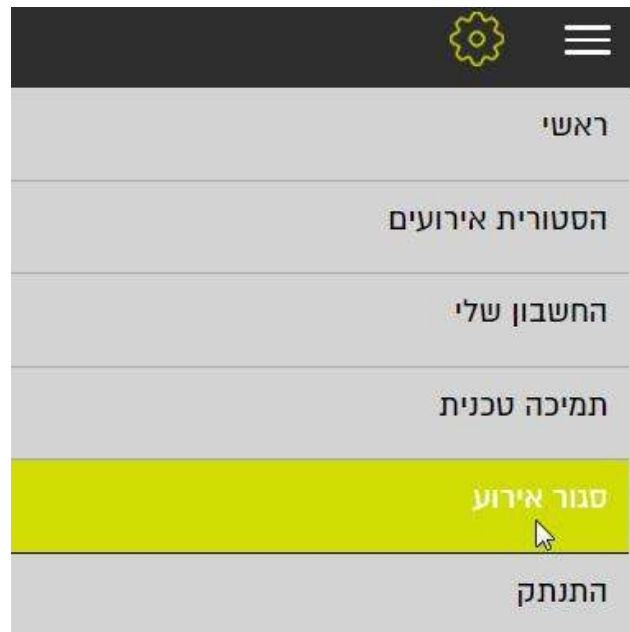 ראשי
הסטורית אירועים
החשבון שלי
תמיכה טכנית
סגור אירוע
התנתק